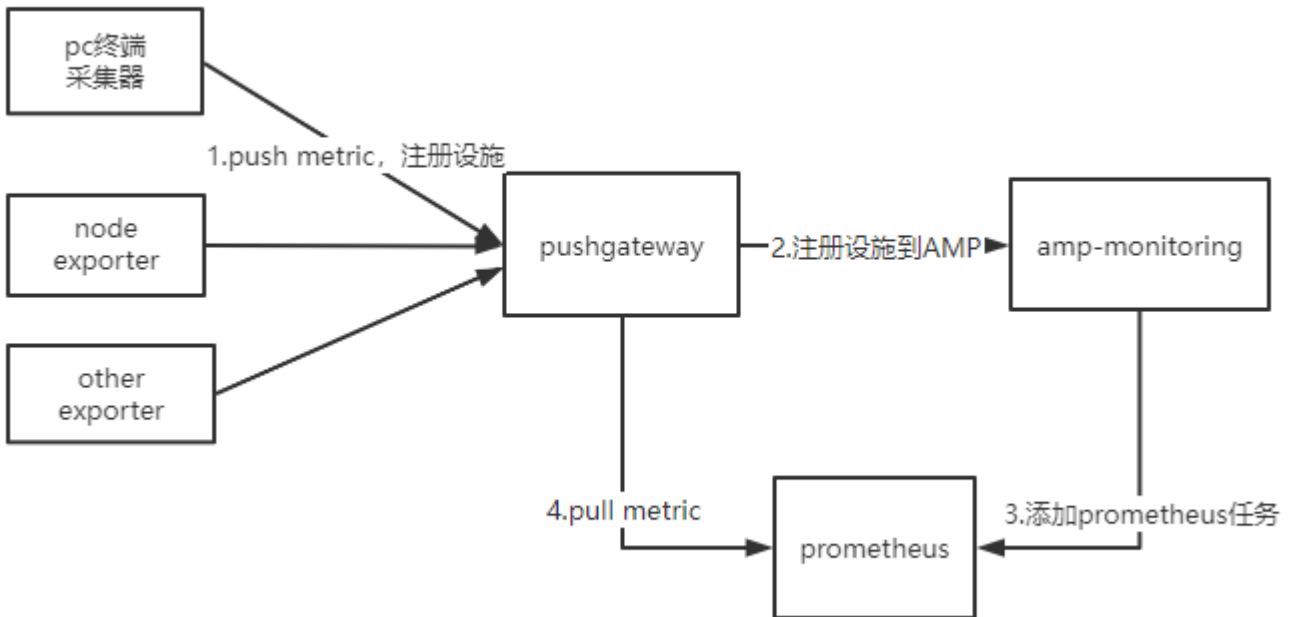 pc终端
采集器
1.push metric，注册设施
node
exporter
pushgateway
2.注册设施到AMP
amp-monitoring
other
exporter
4.pull metric
3.添加prometheus任务
prometheus